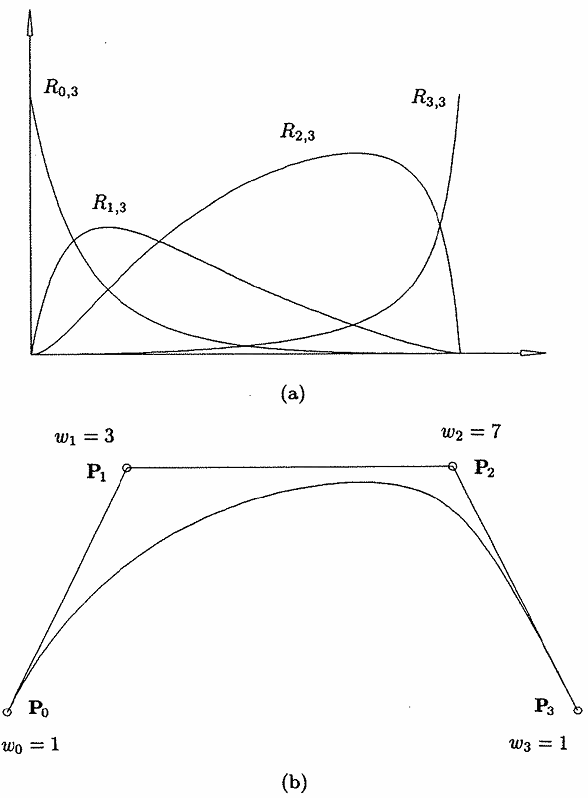 R₀,₃
R₃,₃
R₂,₃
R₁,₃
(a)
w₁ = 3
w₂ = 7
P₁
P₂
P₀
P₃
w₀ = 1
w₃ = 1
(b)